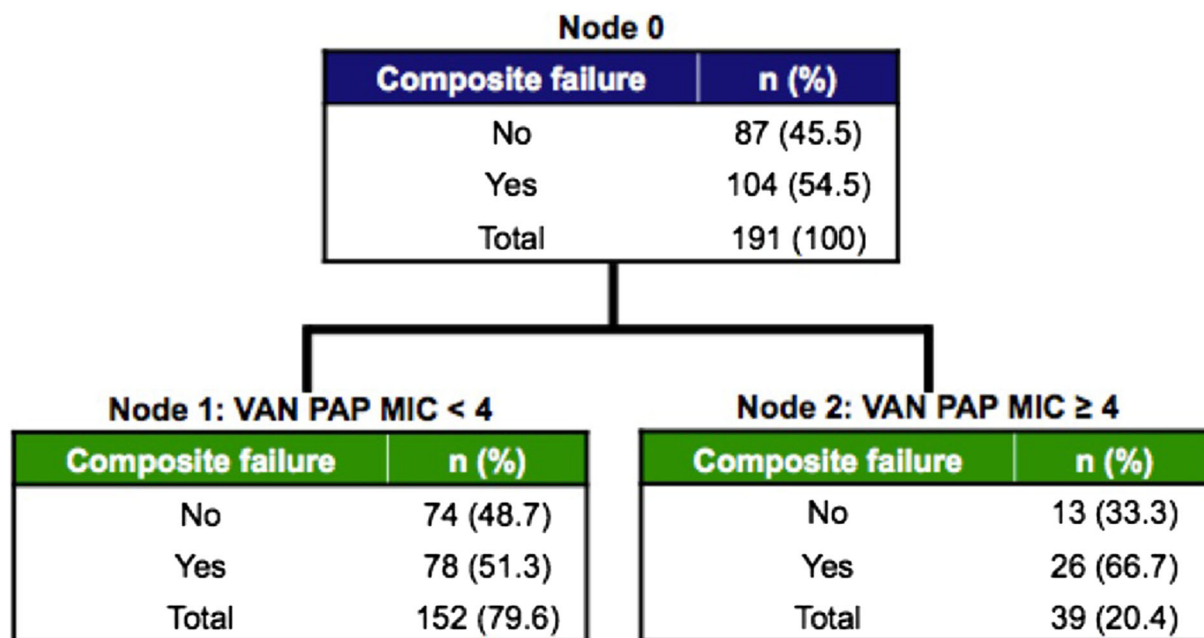 Node 0
Composite failure n (%)
No 87 (45.5)
Yes 104 (54.5)
Total 191 (100)
Node 1: VAN PAP MIC < 4
Composite failure n (%)
No 74 (48.7)
Yes 78 (51.3)
Total 152 (79.6)
Node 2: VAN PAP MIC ≥ 4
Composite failure n (%)
No 13 (33.3)
Yes 26 (66.7)
Total 39 (20.4)